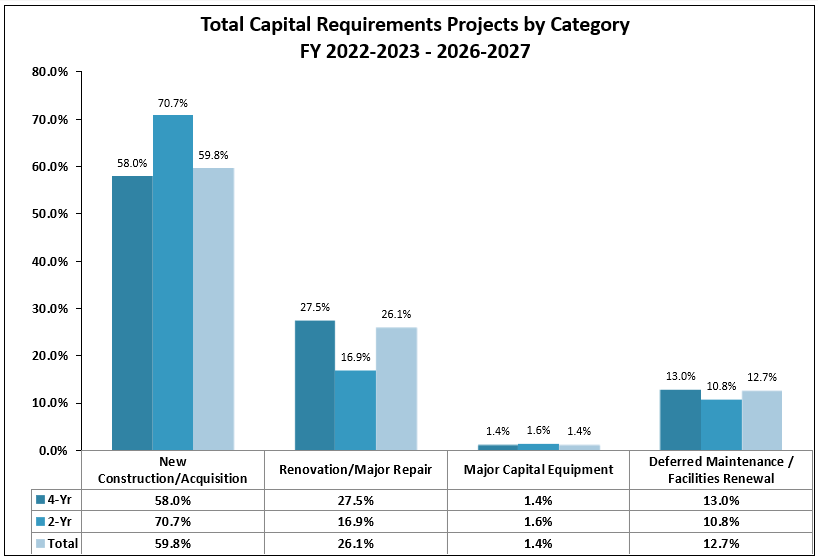 Total Capital Requirements Projects by Category
FY 2022-2023 - 2026-2027
80.0%
70.0%
60.0%
50.0%
40.0%
30.0%
20.0%
10.0%
0.0%
58.0%
70.7%
59.8%
27.5%
16.9%
26.1%
1.4%
1.6%
1.4%
13.0%
10.8%
12.7%
New
Construction/Acquisition
Renovation/Major Repair
Major Capital Equipment
Deferred Maintenance /
Facilities Renewal
4-Yr 58.0% 27.5% 1.4% 13.0%
2-Yr 70.7% 16.9% 1.6% 10.8%
Total 59.8% 26.1% 1.4% 12.7%